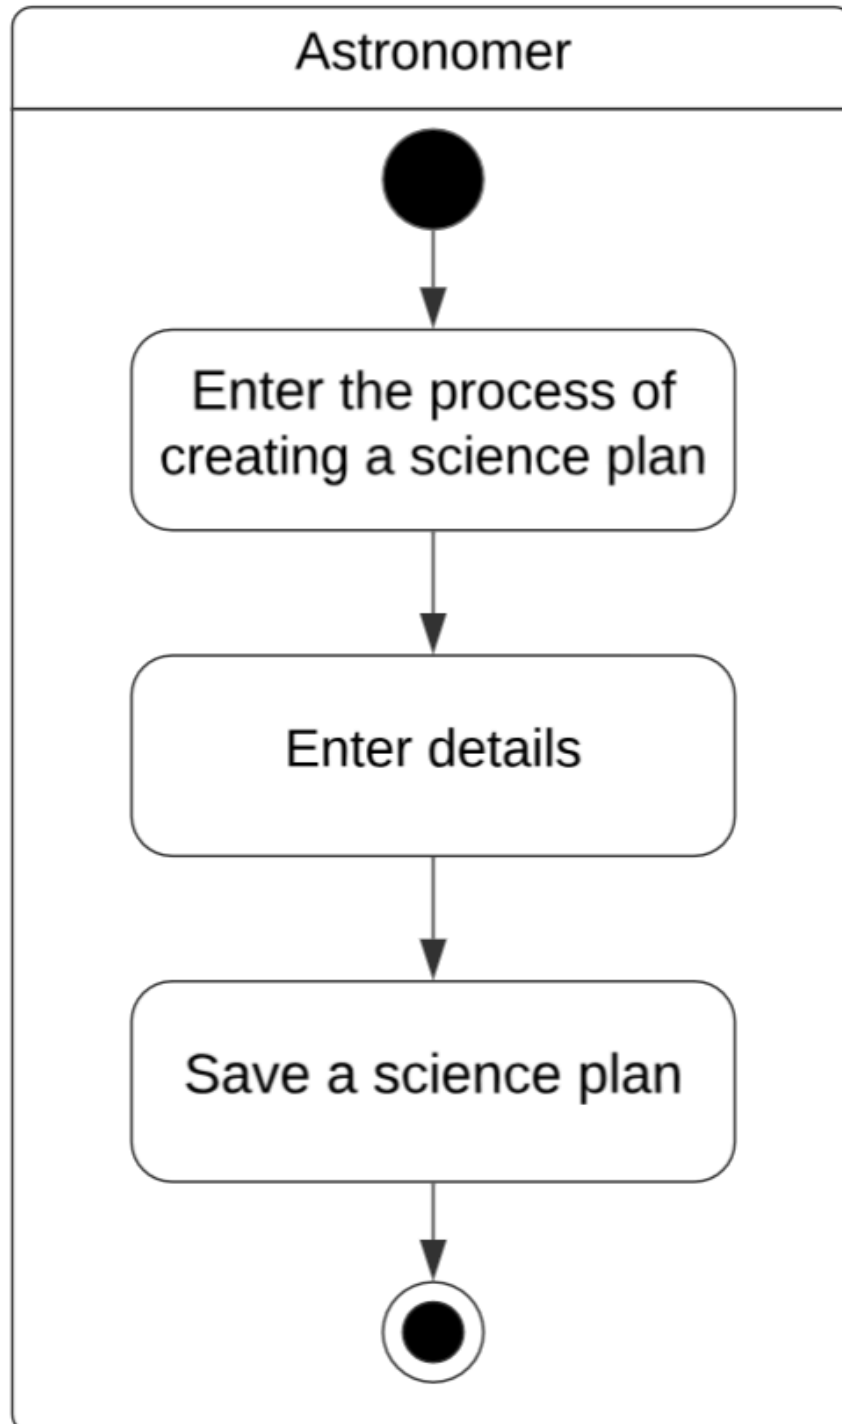 Astronomer
Enter the process of
creating a science plan
Enter details
Save a science plan